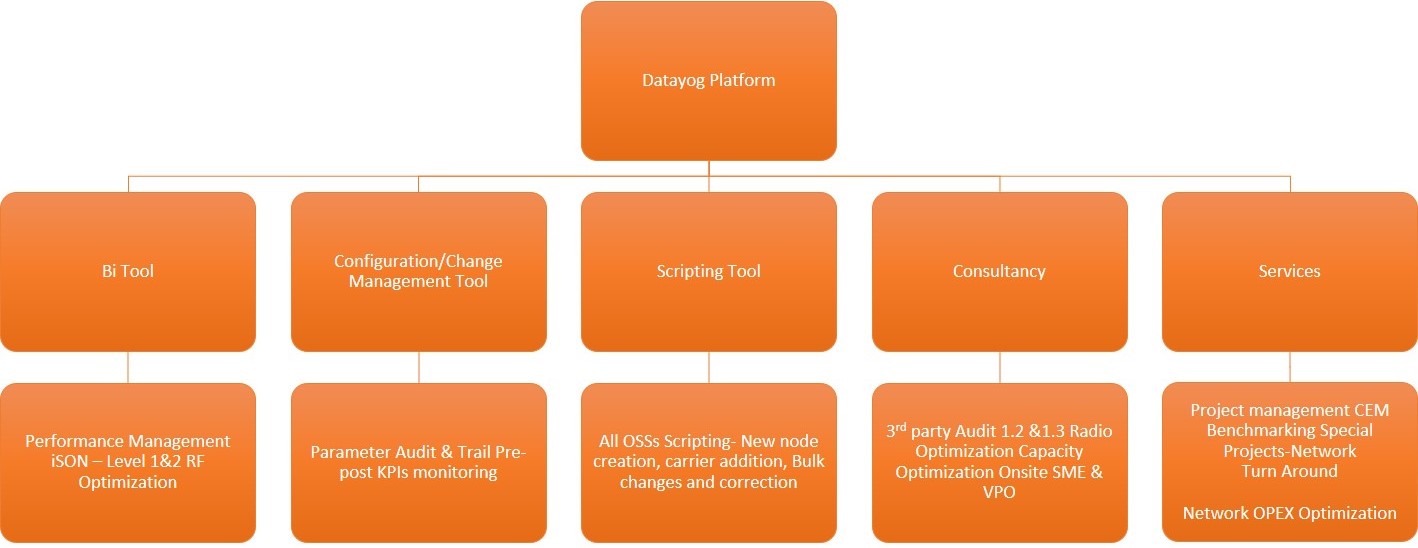 Datayog Platform
Bi Tool
Configuration/Change
Management Tool
Scripting Tool
Consultancy
Services
Performance Management
iSON – Level 1&2 RF
Optimization
Parameter Audit & Trail Pre-
post KPIs monitoring
All OSSs Scripting- New node
creation, carrier addition, Bulk
changes and correction
3rd party Audit 1.2 &1.3 Radio
Optimization Capacity
Optimization Onsite SME &
VPO
Project management CEM
Benchmarking Special
Projects-Network
Turn Around
Network OPEX Optimization